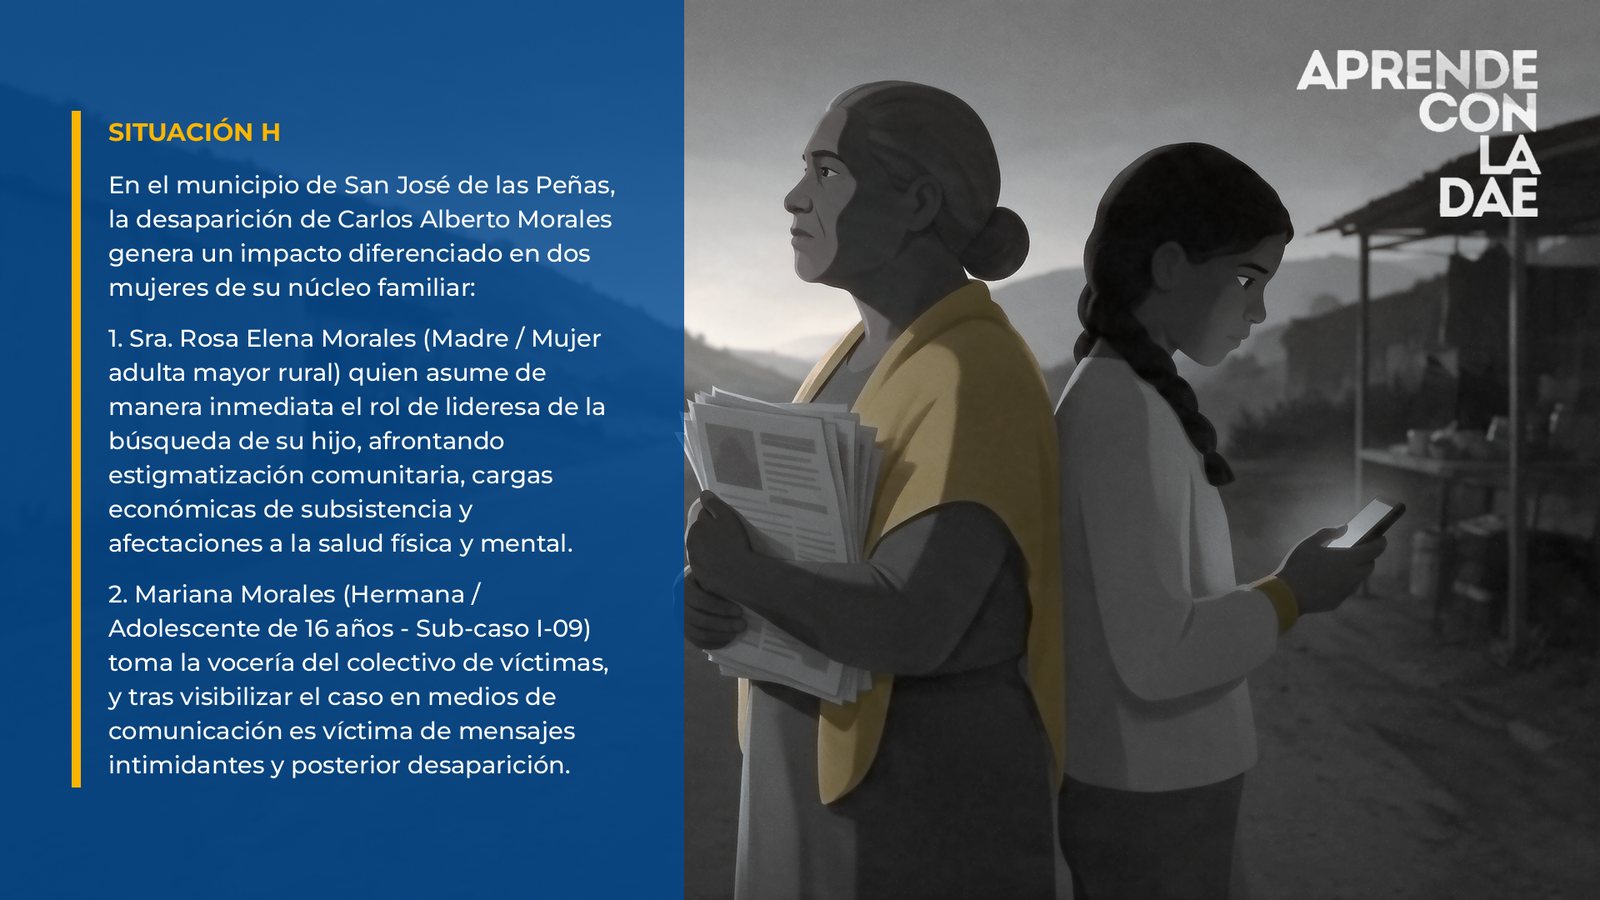 SITUACIÓN H
En el municipio de San José de las Peñas,
la desaparición de Carlos Alberto Morales
genera un impacto diferenciado en dos
mujeres de su núcleo familiar:
1. Sra. Rosa Elena Morales (Madre / Mujer
adulta mayor rural) quien asume de
manera inmediata el rol de lideresa de la
búsqueda de su hijo, afrontando
estigmatización comunitaria, cargas
económicas de subsistencia y
afectaciones a la salud física y mental.
2. Mariana Morales (Hermana /
Adolescente de 16 años - Sub-caso I-09)
toma la vocería del colectivo de víctimas,
y tras visibilizar el caso en medios de
comunicación es víctima de mensajes
intimidantes y posterior desaparición.
APRENDE
CON
LA
DAE